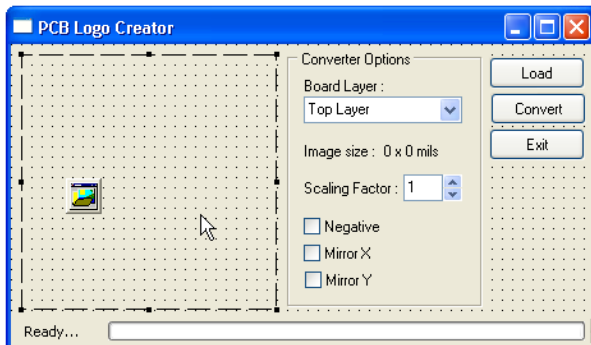 PCB Logo Creator
Converter Options
Board Layer :
Top Layer
Image size : 0 x 0 mils
Scaling Factor : 1
Negative
Mirror X
Mirror Y
Load
Convert
Exit
Ready...